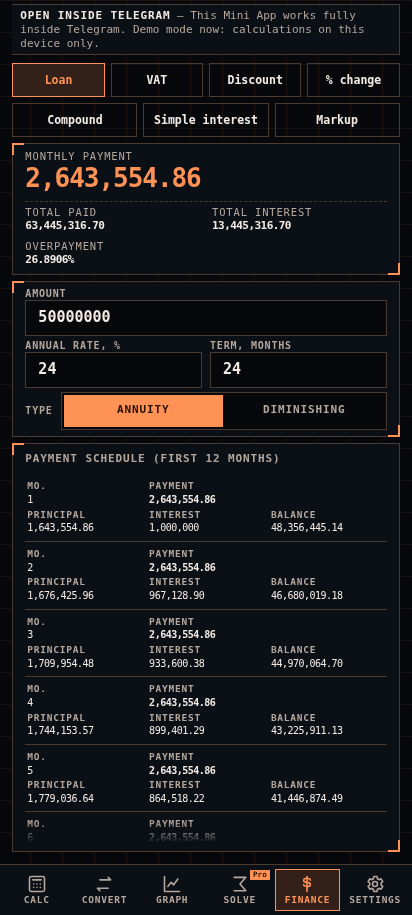 OPEN INSIDE TELEGRAM — This Mini App works fully
inside Telegram. Demo mode now: calculations on this
device only.
Loan
VAT
Discount
% change
Compound
Simple interest
Markup
MONTHLY PAYMENT
2,643,554.86
TOTAL PAID
63,445,316.70
TOTAL INTEREST
13,445,316.70
OVERPAYMENT
26.8906%
AMOUNT
50000000
ANNUAL RATE, %
24
TERM, MONTHS
24
TYPE
ANNUITY
DIMINISHING
PAYMENT SCHEDULE (FIRST 12 MONTHS)
MO. PAYMENT
1 2,643,554.86
PRINCIPAL INTEREST BALANCE
1,643,554.86 1,000,000 48,356,445.14
MO. PAYMENT
2 2,643,554.86
PRINCIPAL INTEREST BALANCE
1,676,425.96 967,128.90 46,680,019.18
MO. PAYMENT
3 2,643,554.86
PRINCIPAL INTEREST BALANCE
1,709,954.48 933,600.38 44,970,064.70
MO. PAYMENT
4 2,643,554.86
PRINCIPAL INTEREST BALANCE
1,744,153.57 899,401.29 43,225,911.13
MO. PAYMENT
5 2,643,554.86
PRINCIPAL INTEREST BALANCE
1,779,036.64 864,518.22 41,446,874.49
MO. PAYMENT
6 2,643,554.86
CALC
CONVERT
GRAPH
Pro
SOLVE
FINANCE
SETTINGS